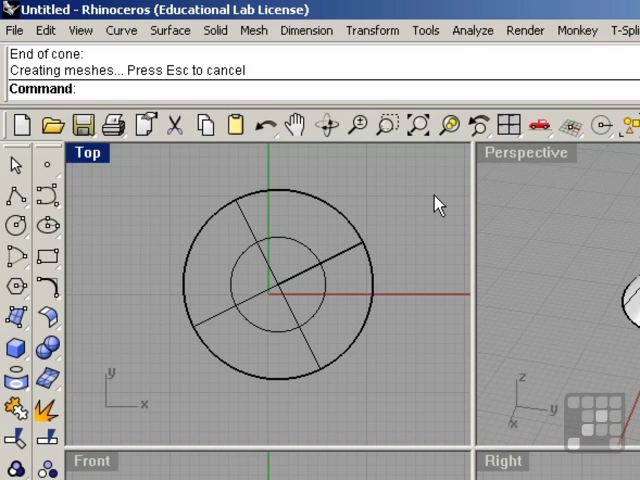 Untitled - Rhinoceros (Educational Lab License)
File Edit View Curve Surface Solid Mesh Dimension Transform Tools Analyze Render Monkey T-Spli
End of cone:
Creating meshes... Press Esc to cancel
Command:
Top
Perspective
y
x
z
y
x
Front
Right